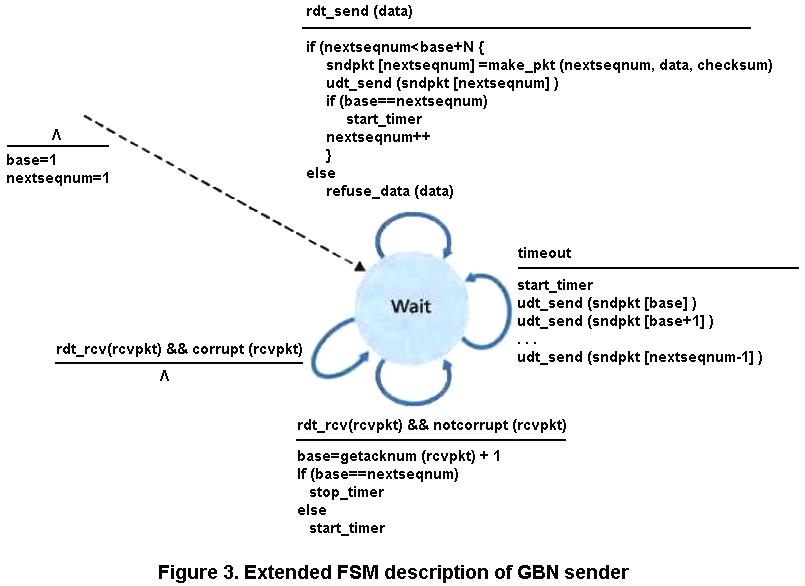 rdt_send (data)
if (nextseqnum<base+N {
sndpkt [nextseqnum] =make_pkt (nextseqnum, data, checksum)
udt_send (sndpkt [nextseqnum] )
if (base==nextseqnum)
start_timer
nextseqnum++
}
else
refuse_data (data)
Λ
base=1
nextseqnum=1
Wait
timeout
start_timer
udt_send (sndpkt [base] )
udt_send (sndpkt [base+1] )
. . .
udt_send (sndpkt [nextseqnum-1] )
rdt_rcv(rcvpkt) && corrupt (rcvpkt)
Λ
rdt_rcv(rcvpkt) && notcorrupt (rcvpkt)
base=getacknum (rcvpkt) + 1
If (base==nextseqnum)
stop_timer
else
start_timer
Figure 3. Extended FSM description of GBN sender